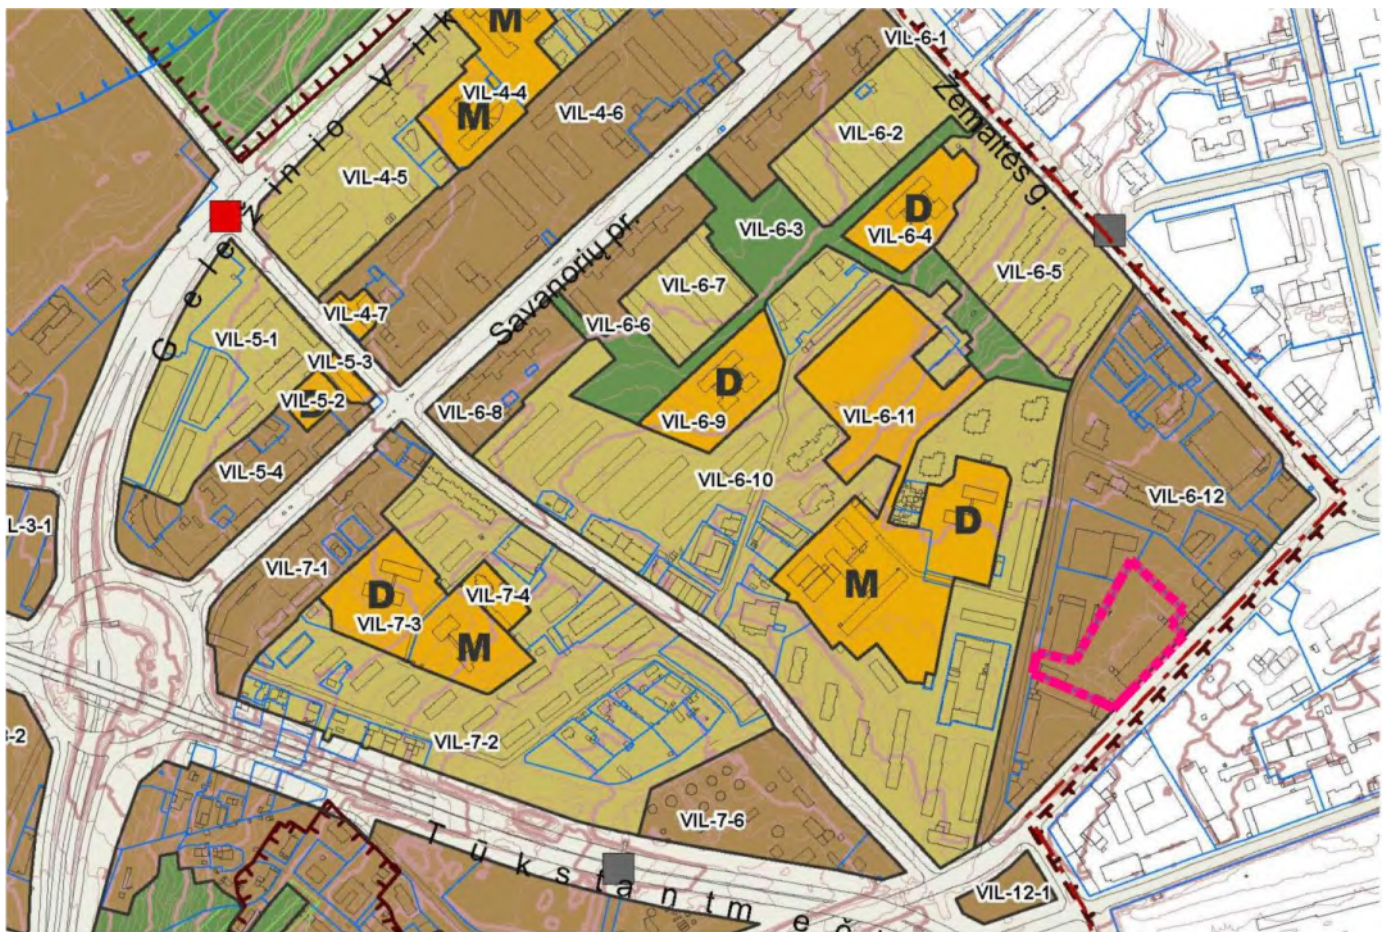 M
VIL-6-1
VIL-4-4
M
VIL-4-6
Žemaitės g.
VIL-6-2
VIL-4-5
D
VIL-6-3
VIL-6-4
VIL-6-5
Savanorių pr.
VIL-6-7
VIL-4-7
VIL-6-6
VIL-5-1
VIL-5-3
D
VIL-5-2
VIL-6-8
VIL-6-9
VIL-6-11
VIL-5-4
VIL-6-10
VIL-6-12
L-3-1
D
VIL-7-1
D
M
VIL-7-4
VIL-7-3
M
-2
VIL-7-2
VIL-7-6
Tūkstantmeč
VIL-12-1
Geležinio Vilk